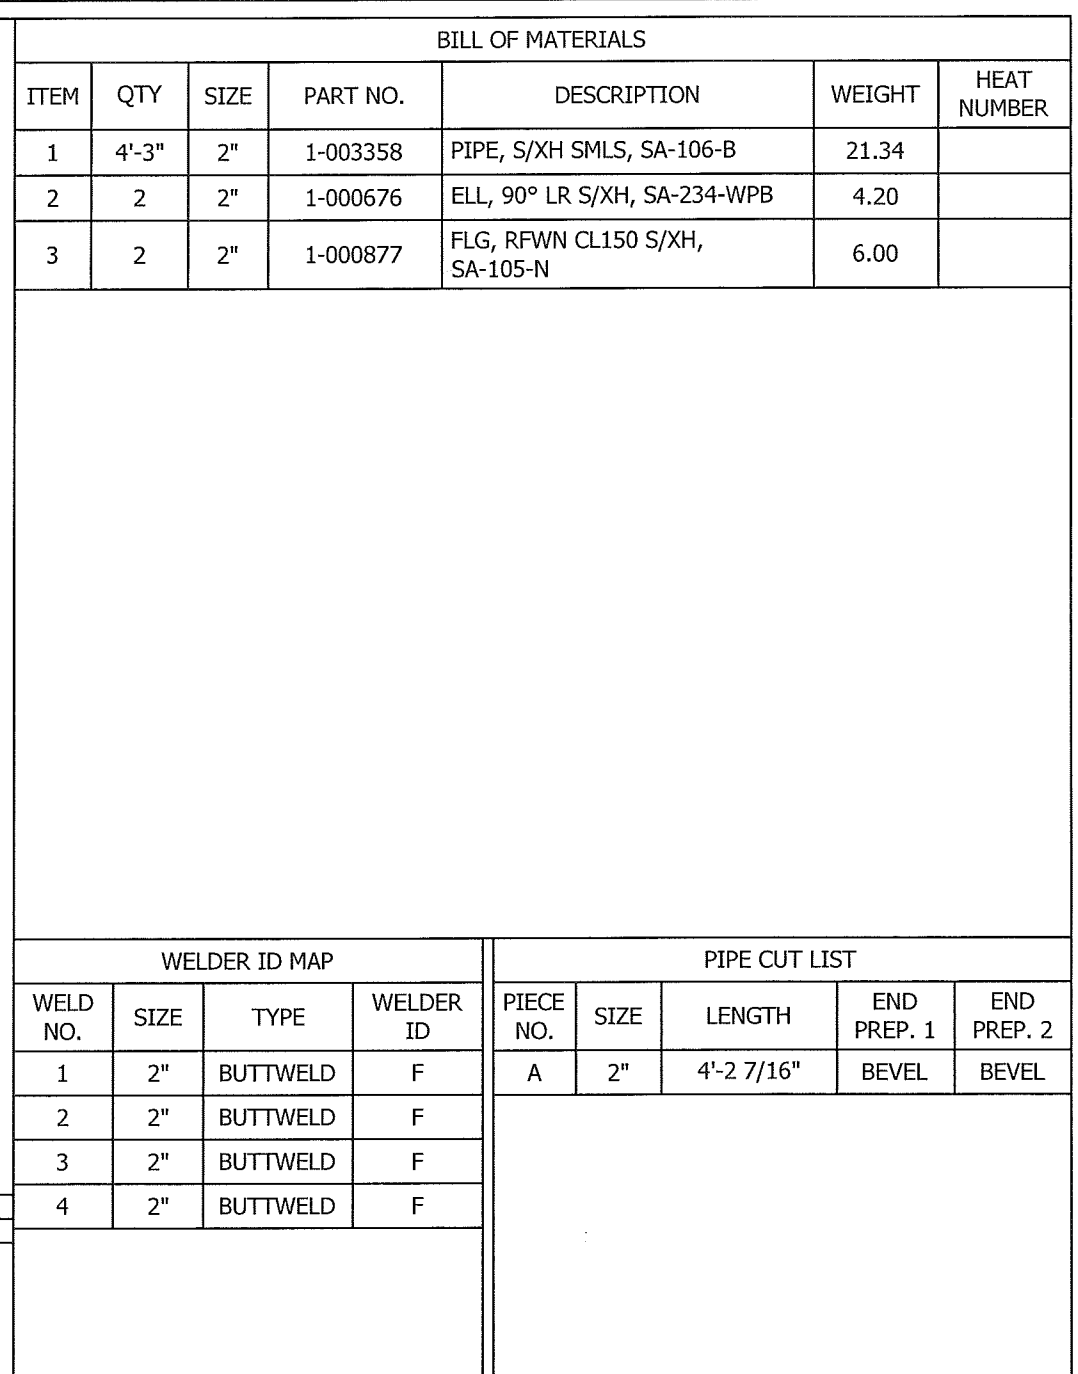 BILL OF MATERIALS
ITEM QTY SIZE PART NO. DESCRIPTION WEIGHT HEAT NUMBER
1 4'-3" 2" 1-003358 PIPE, S/XH SMLS, SA-106-B 21.34
2 2 2" 1-000676 ELL, 90° LR S/XH, SA-234-WPB 4.20
3 2 2" 1-000877 FLG, RFWN CL150 S/XH, SA-105-N 6.00
WELDER ID MAP
WELD NO. SIZE TYPE WELDER ID
1 2" BUTTWELD F
2 2" BUTTWELD F
3 2" BUTTWELD F
4 2" BUTTWELD F
PIPE CUT LIST
PIECE NO. SIZE LENGTH END PREP. 1 END PREP. 2
A 2" 4'-2 7/16" BEVEL BEVEL